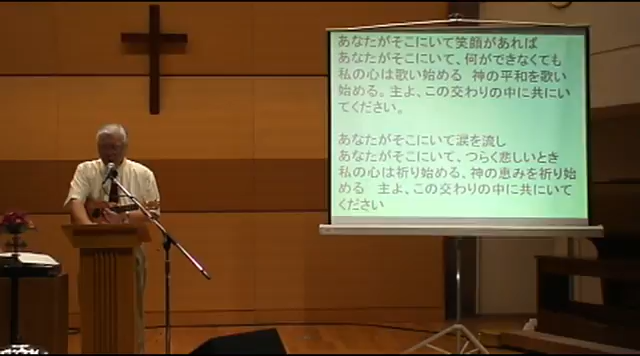 あなたがそこにいて笑顔があれば
あなたがそこにいて、何ができなくても
私の心は歌い始める　神の平和を歌い
始める。主よ、この交わりの中に共にい
てください。
あなたがそこにいて涙を流し
あなたがそこにいて、つらく悲しいとき
私の心は祈り始める、神の恵みを祈り始
める　主よ、この交わりの中に共にいて
ください